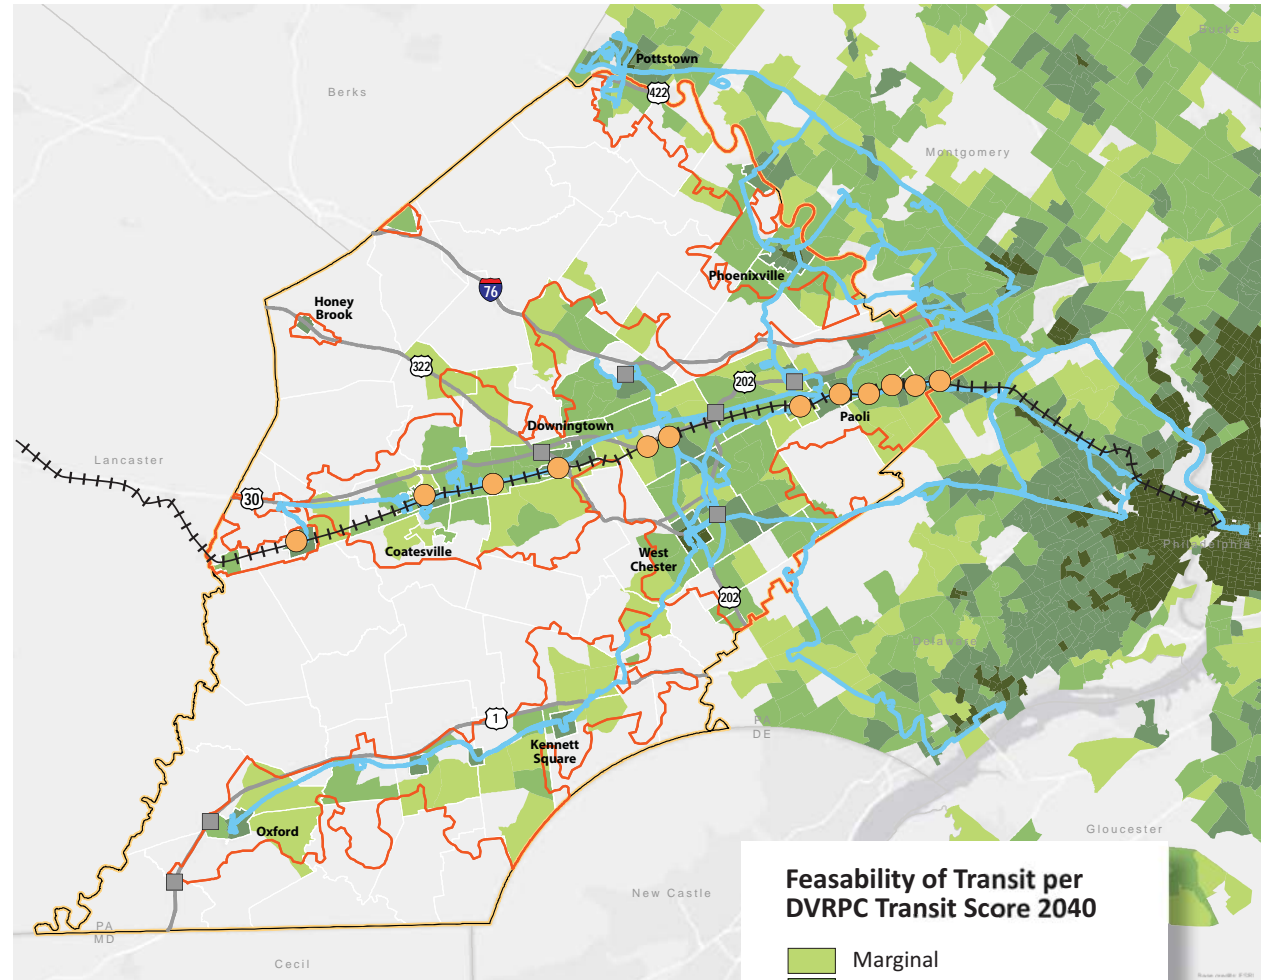 Bucks
Pottstown
Berks
422
Montgomery
Phoenixville
76
Honey
Brook
322
202
Paoli
Downingtown
Lancaster
30
Coatesville
West
Chester
Philadelphia
202
Delaware
1
PA
DE
Kennett
Square
Oxford
Gloucester
New Castle
PA
MD
Cecil
Feasability of Transit per
DVRPC Transit Score 2040
Marginal